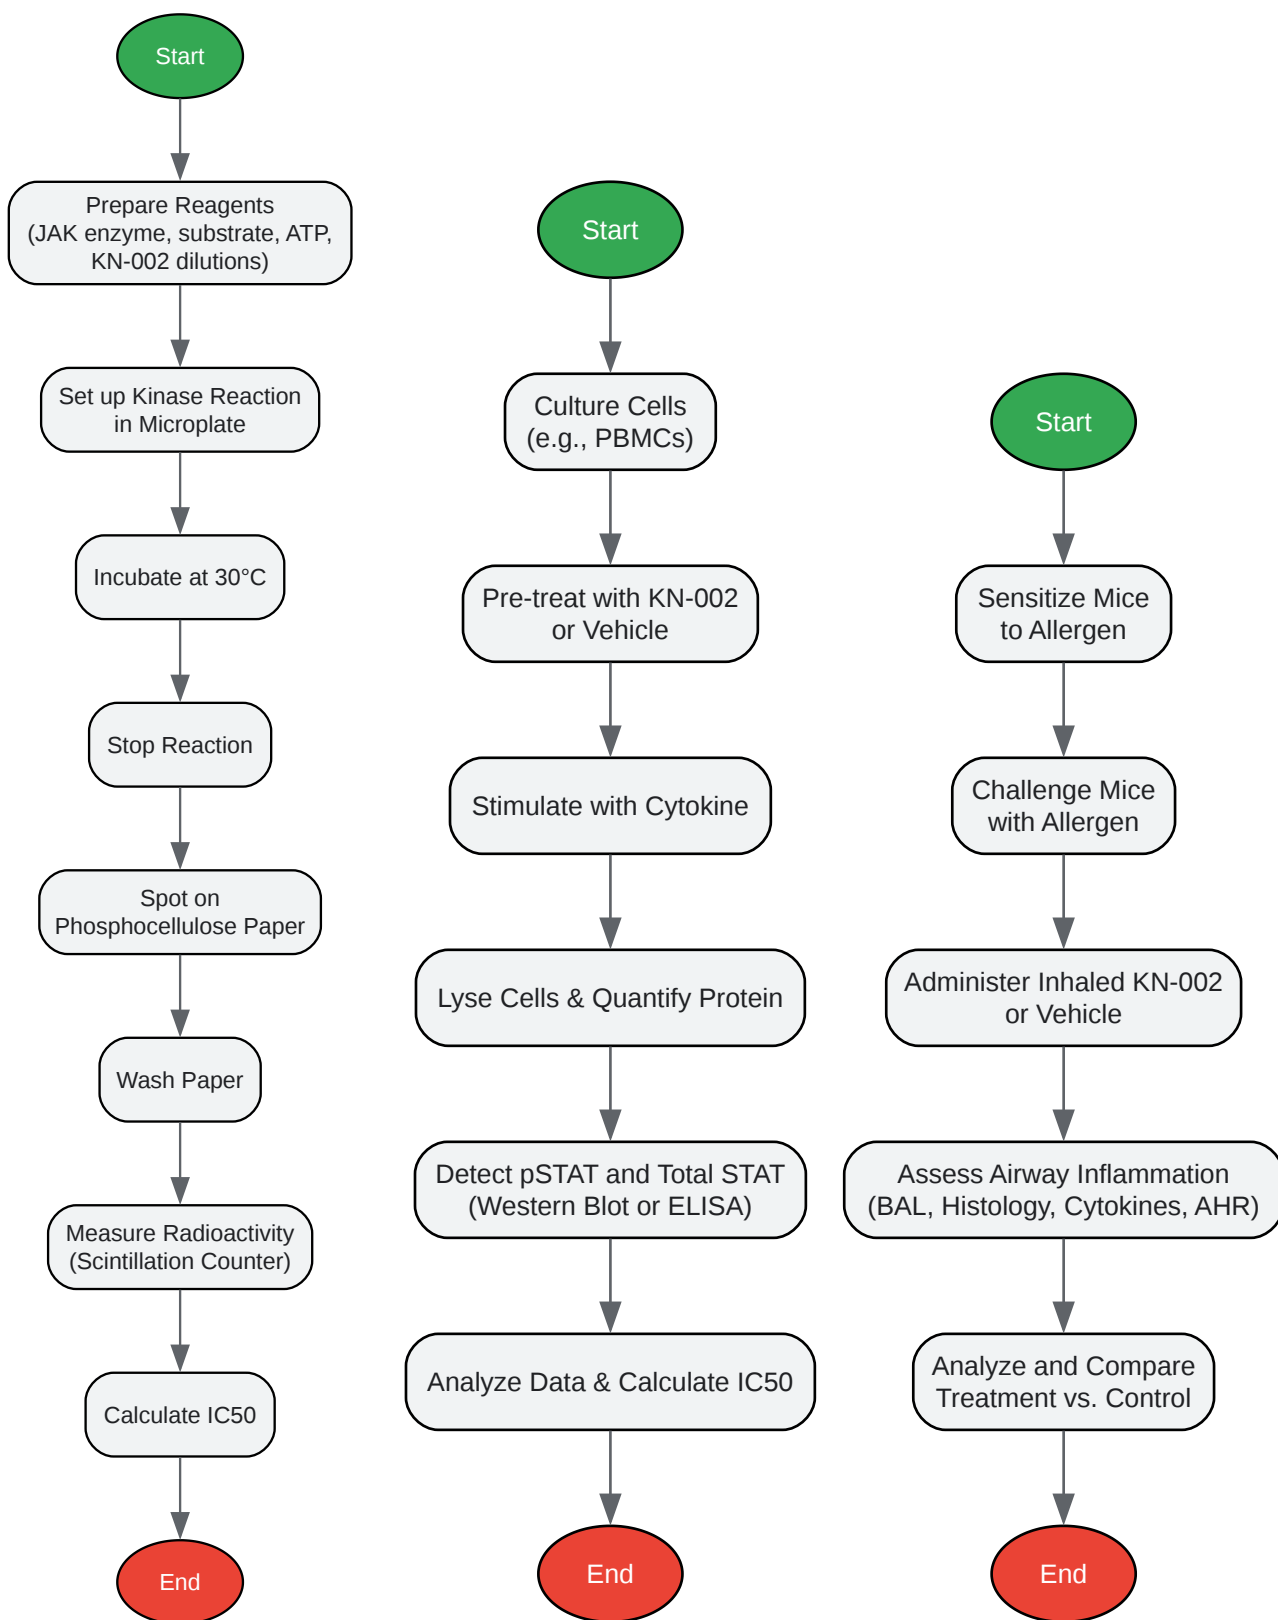 Start
Prepare Reagents
(JAK enzyme, substrate, ATP,
KN-002 dilutions)
Set up Kinase Reaction
in Microplate
Incubate at 30°C
Stop Reaction
Spot on
Phosphocellulose Paper
Wash Paper
Measure Radioactivity
(Scintillation Counter)
Calculate IC50
End
Start
Culture Cells
(e.g., PBMCs)
Pre-treat with KN-002
or Vehicle
Stimulate with Cytokine
Lyse Cells & Quantify Protein
Detect pSTAT and Total STAT
(Western Blot or ELISA)
Analyze Data & Calculate IC50
End
Start
Sensitize Mice
to Allergen
Challenge Mice
with Allergen
Administer Inhaled KN-002
or Vehicle
Assess Airway Inflammation
(BAL, Histology, Cytokines, AHR)
Analyze and Compare
Treatment vs. Control
End